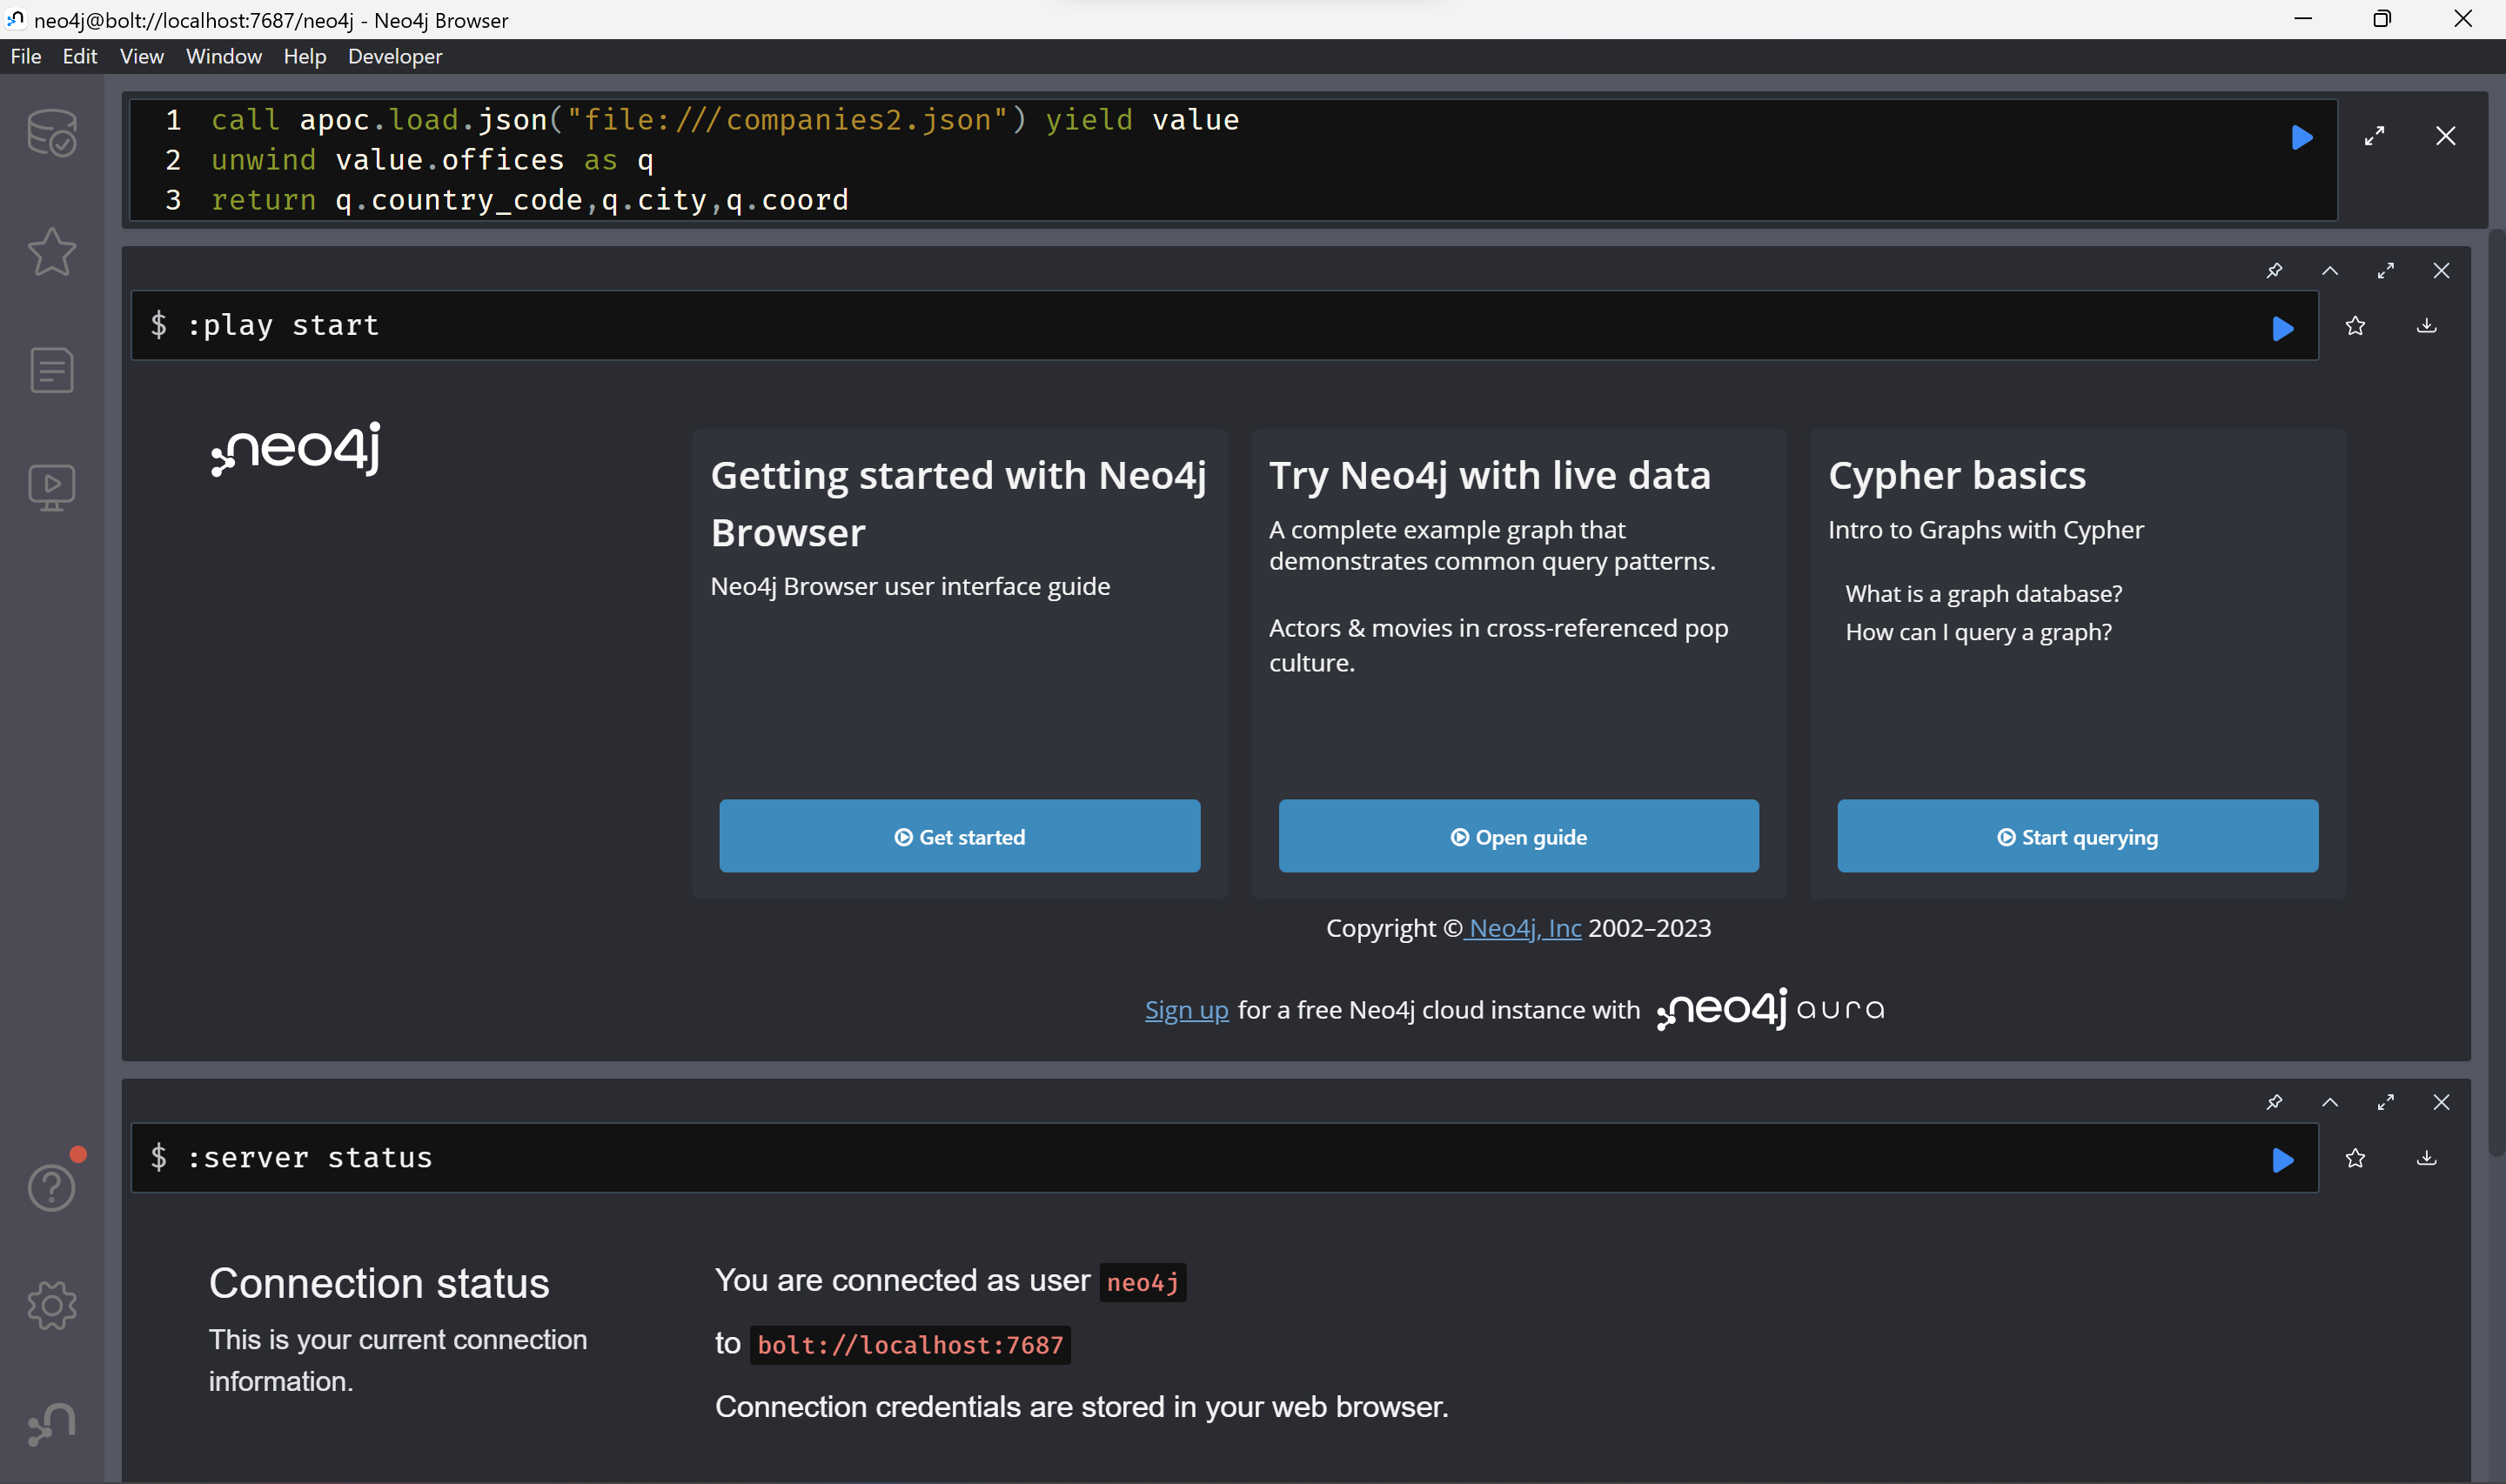 neo4j@bolt://localhost:7687/neo4j - Neo4j Browser
File Edit View Window Help Developer
1 call apoc.load.json("file:///companies2.json") yield value
2 unwind value.offices as q
3 return q.country_code,q.city,q.coord
$ :play start
neo4j
Getting started with Neo4j
Browser
Neo4j Browser user interface guide
Get started
Try Neo4j with live data
A complete example graph that
demonstrates common query patterns.
Actors & movies in cross-referenced pop
culture.
Open guide
Cypher basics
Intro to Graphs with Cypher
What is a graph database?
How can I query a graph?
Start querying
Copyright © Neo4j, Inc 2002–2023
Sign up for a free Neo4j cloud instance with neo4j aura
$ :server status
Connection status
This is your current connection
information.
You are connected as user neo4j
to bolt://localhost:7687
Connection credentials are stored in your web browser.